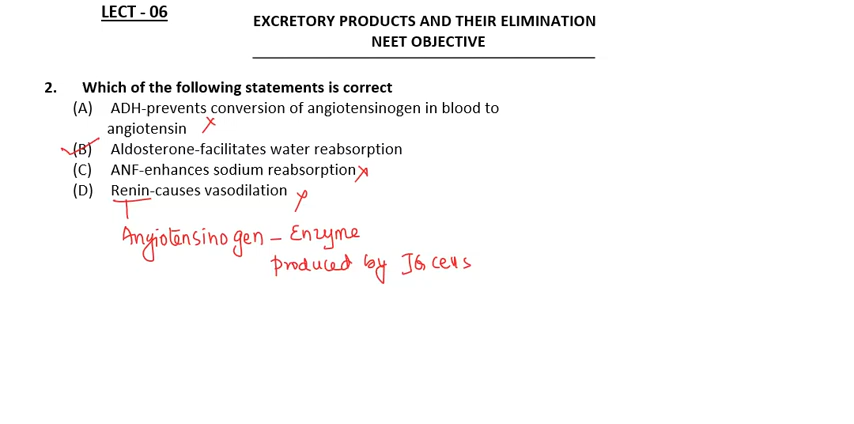 LECT - 06
EXCRETORY PRODUCTS AND THEIR ELIMINATION
NEET OBJECTIVE
2. Which of the following statements is correct
(A) ADH-prevents conversion of angiotensinogen in blood to
angiotensin
(B) Aldosterone-facilitates water reabsorption
(C) ANF-enhances sodium reabsorption
(D) Renin-causes vasodilation
Angiotensinogen - Enzyme
produced by JG cells